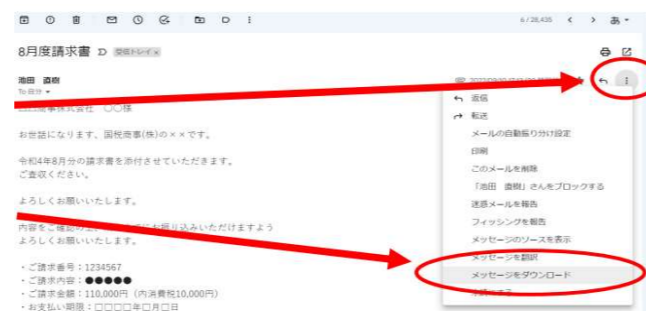 6 / 28,435
あ
8月度請求書 受信トレイ ×
池田 直樹
To 自分
返信
株式会社 〇〇様
転送
お世話になります、国税商事(株)の××です。
メールの自動振り分け設定
印刷
令和4年8月分の請求書を添付させていただきます。
ご査収ください。
このメールを削除
「池田 直樹」さんをブロックする
よろしくお願いいたします。
迷惑メールを報告
フィッシングを報告
内容をご確認の
お振り込みいただけますよう
メッセージのソースを表示
よろしくお願いいたします。
メッセージを翻訳
・ご請求番号：1234567
メッセージをダウンロード
・ご請求内容：●●●●●
・ご請求金額：110,000円（内消費税10,000円）
・お支払い期限：□□□□年□月□日